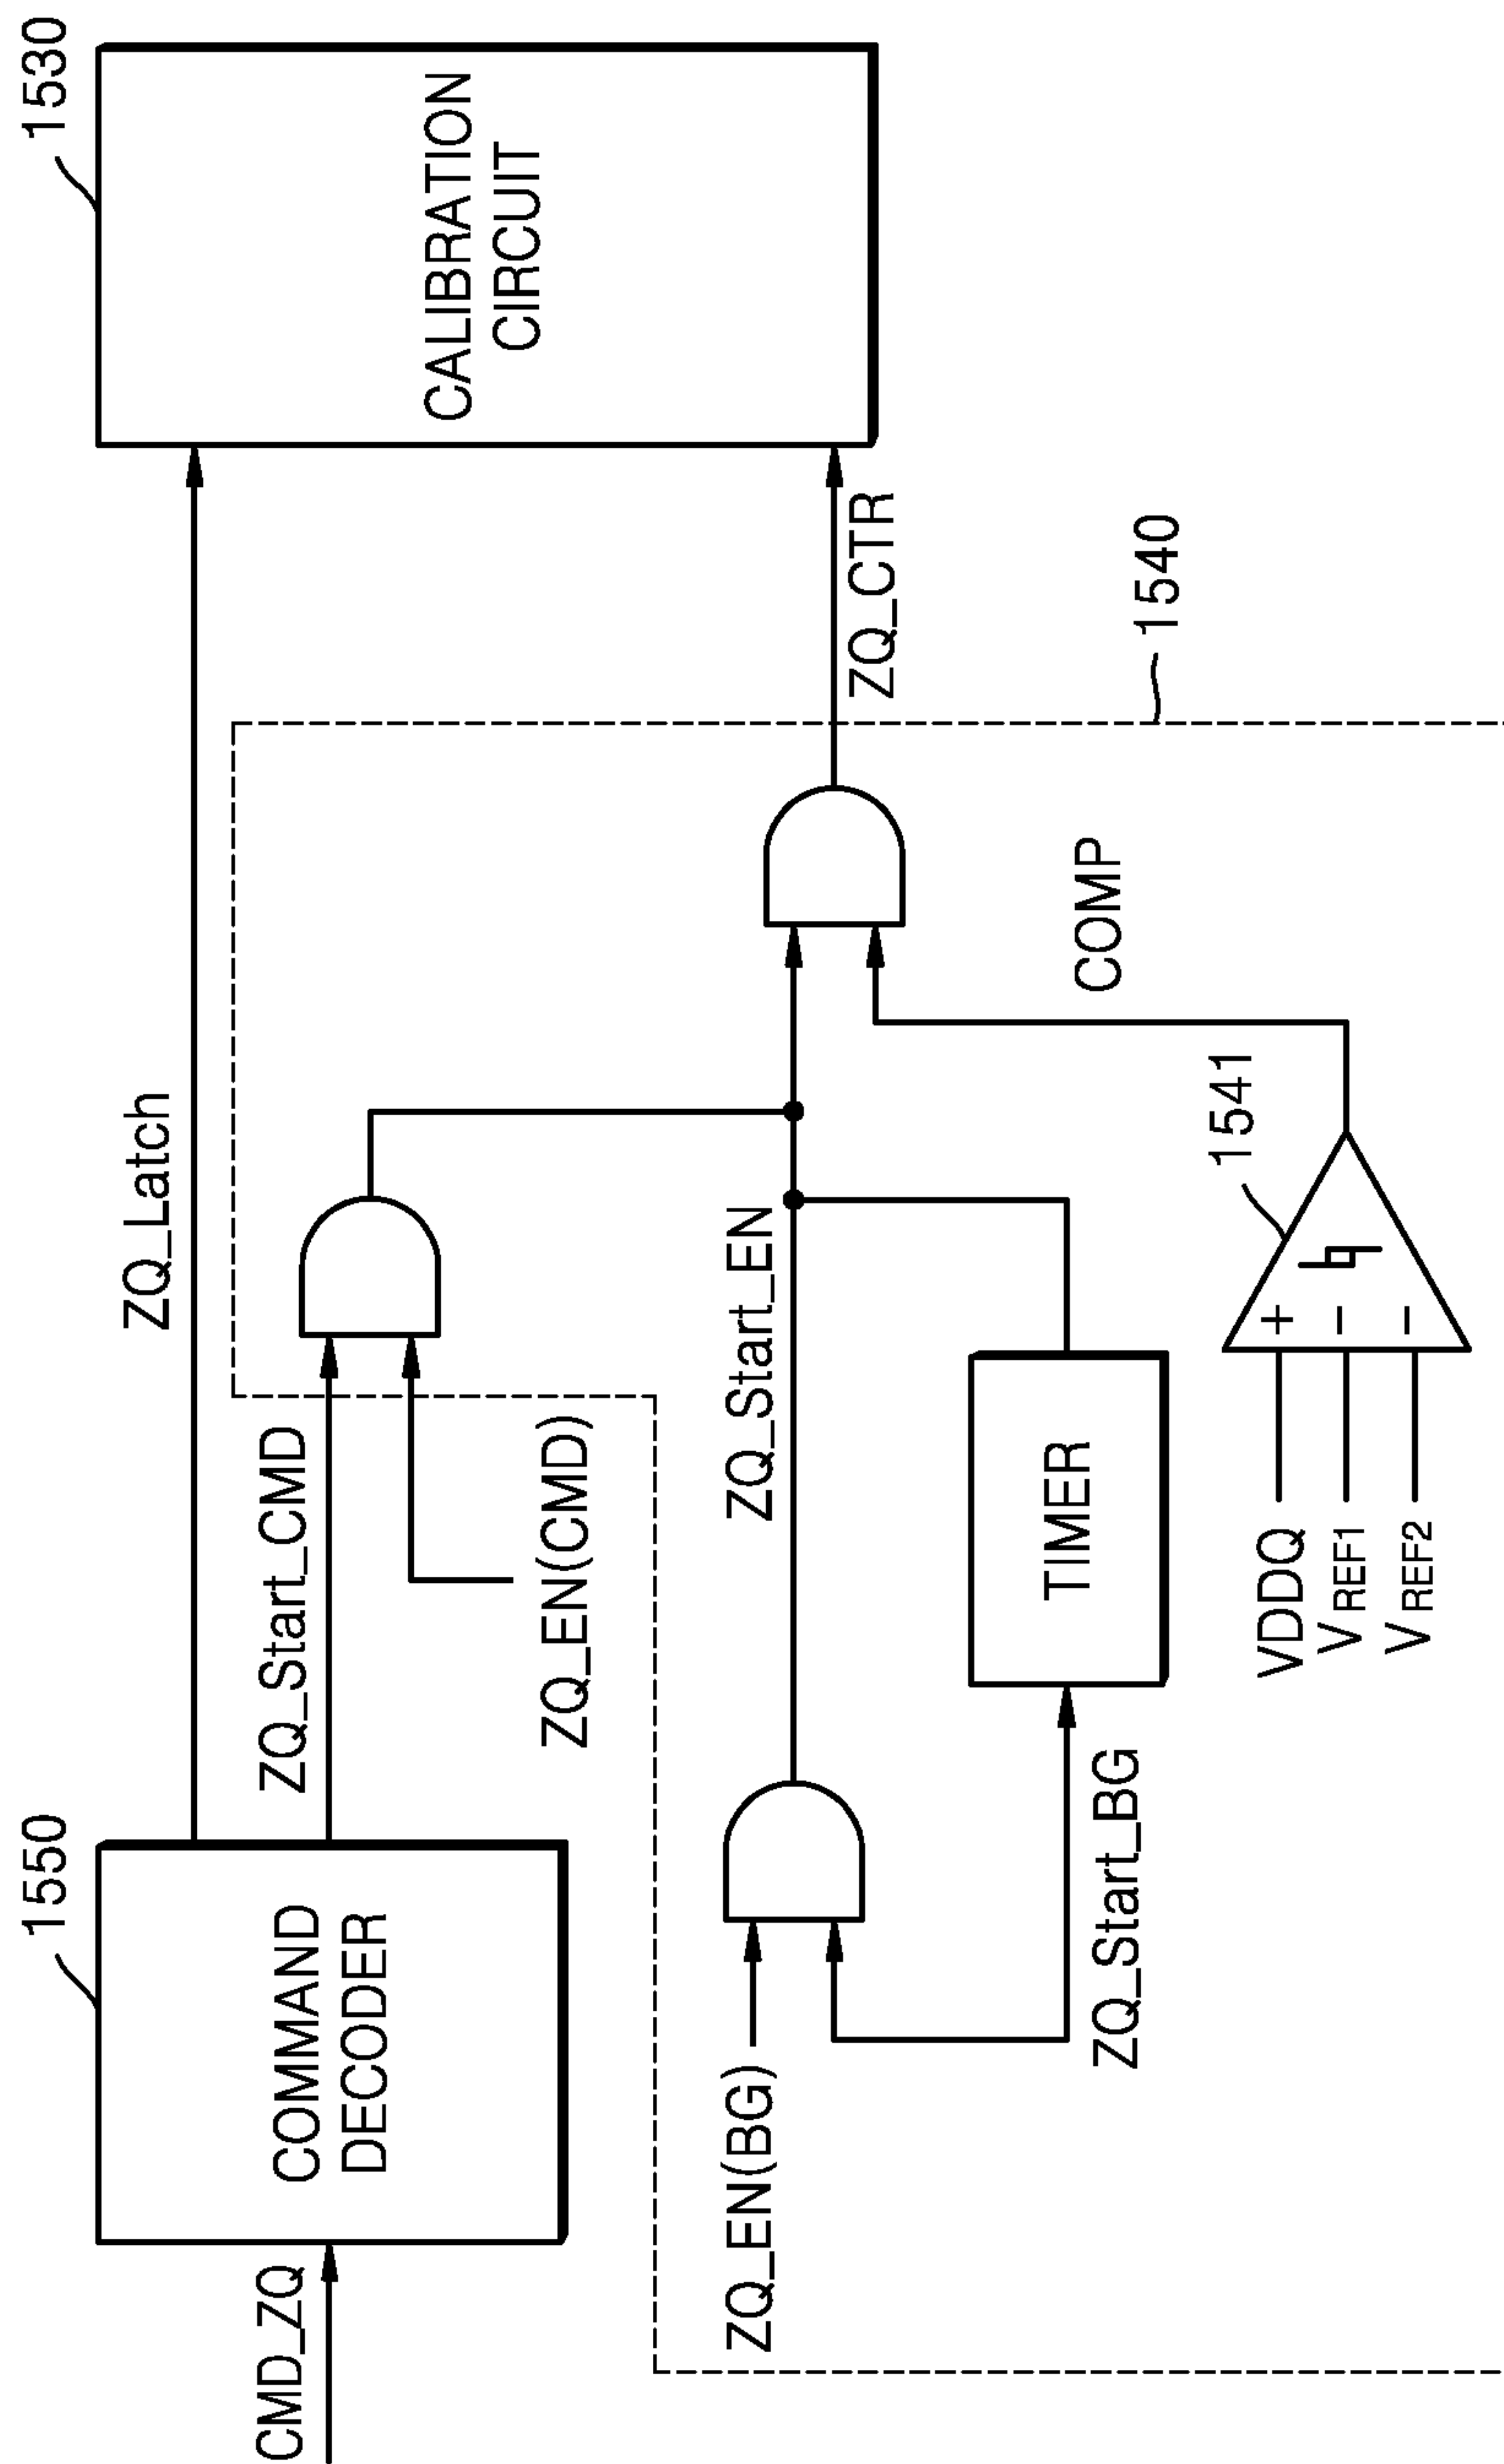 1550
1530
CMD_ZQ
COMMAND
DECODER
ZQ_Latch
CALIBRATION
CIRCUIT
ZQ_Start_CMD
ZQ_EN(CMD)
ZQ_EN(BG)
ZQ_Start_EN
ZQ_CTR
TIMER
ZQ_Start_BG
COMP
1540
1541
VDDQ
VREF1
VREF2